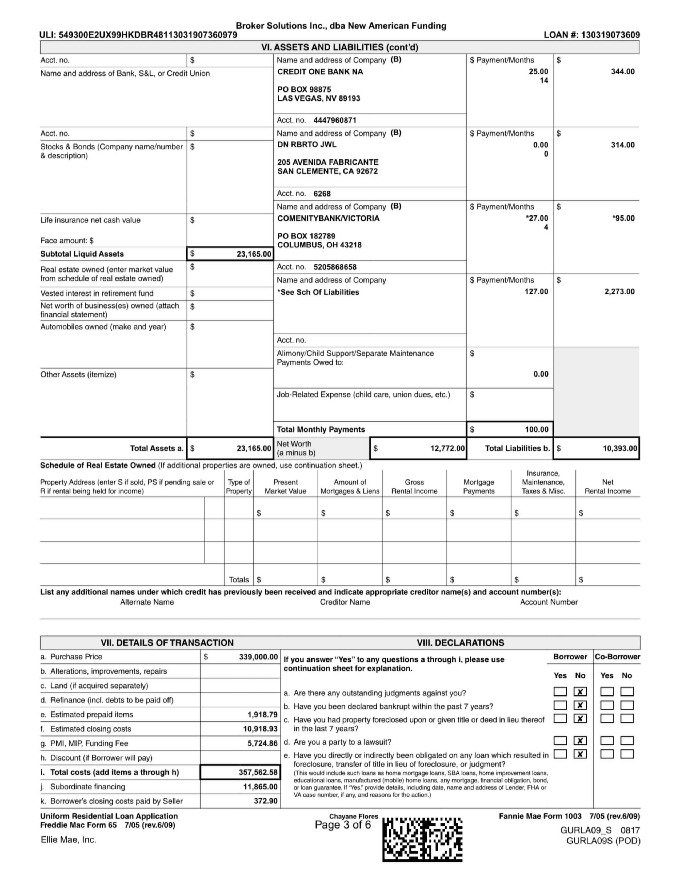 Broker Solutions Inc., dba New American Funding
ULI: 549300E2UX99HKDBR48113031907360979 LOAN #: 130319073609
VI. ASSETS AND LIABILITIES (cont'd)
Acct. no. $
Name and address of Bank, S&L, or Credit Union
Acct. no. $
Stocks & Bonds (Company name/number $
& description)
Life insurance net cash value $
Face amount: $
Subtotal Liquid Assets $ 23,165.00
Real estate owned (enter market value $
from schedule of real estate owned)
Vested interest in retirement fund $
Net worth of business(es) owned (attach $
financial statement)
Automobiles owned (make and year) $
Other Assets (itemize) $
Total Assets a. $ 23,165.00
Name and address of Company (B) $ Payment/Months $
CREDIT ONE BANK NA 25.00 344.00
14
PO BOX 98875
LAS VEGAS, NV 89193
Acct. no. 4447960871
Name and address of Company (B) $ Payment/Months $
DN RBRTO JWL 0.00 314.00
0
205 AVENIDA FABRICANTE
SAN CLEMENTE, CA 92672
Acct. no. 6268
Name and address of Company (B) $ Payment/Months $
COMENITYBANK/VICTORIA *27.00 *95.00
4
PO BOX 182789
COLUMBUS, OH 43218
Acct. no. 5205868658
Name and address of Company $ Payment/Months $
*See Sch Of Liabilities 127.00 2,273.00
Acct. no.
Alimony/Child Support/Separate Maintenance $
Payments Owed to:
0.00
Job-Related Expense (child care, union dues, etc.) $
Total Monthly Payments $ 100.00
Net Worth $ 12,772.00 Total Liabilities b. $ 10,393.00
(a minus b)
Schedule of Real Estate Owned (If additional properties are owned, use continuation sheet.)
Property Address (enter S if sold, PS if pending sale or
R if rental being held for income)
Type of
Property
Present
Market Value
Amount of
Mortgages & Liens
Gross
Rental Income
Mortgage
Payments
Insurance,
Maintenance,
Taxes & Misc.
Net
Rental Income
$ $ $ $ $ $
Totals $ $ $ $ $ $
List any additional names under which credit has previously been received and indicate appropriate creditor name(s) and account number(s):
Alternate Name Creditor Name Account Number
VII. DETAILS OF TRANSACTION
a. Purchase Price $ 339,000.00
b. Alterations, improvements, repairs
c. Land (if acquired separately)
d. Refinance (incl. debts to be paid off)
e. Estimated prepaid items 1,918.79
f. Estimated closing costs 10,918.93
g. PMI, MIP, Funding Fee 5,724.86
h. Discount (if Borrower will pay)
i. Total costs (add items a through h) 357,562.58
j. Subordinate financing 11,865.00
k. Borrower's closing costs paid by Seller 372.90
VIII. DECLARATIONS
If you answer "Yes" to any questions a through i, please use
continuation sheet for explanation.
Borrower Co-Borrower
Yes No Yes No
a. Are there any outstanding judgments against you? X
b. Have you been declared bankrupt within the past 7 years? X
c. Have you had property foreclosed upon or given title or deed in lieu thereof X
in the last 7 years?
d. Are you a party to a lawsuit? X
e. Have you directly or indirectly been obligated on any loan which resulted in X
foreclosure, transfer of title in lieu of foreclosure, or judgment?
(This would include such loans as home mortgage loans, SBA loans, home improvement loans,
educational loans, manufactured (mobile) home loans, any mortgage, financial obligation, bond,
or loan guarantee. If "Yes," provide details, including date, name and address of Lender, FHA or
VA case number, if any, and reasons for the action.)
Uniform Residential Loan Application
Freddie Mac Form 65 7/05 (rev.6/09)
Ellie Mae, Inc.
Chayane Flores
Page 3 of 6
Fannie Mae Form 1003 7/05 (rev.6/09)
GURLA09_S 0817
GURLA09S (POD)